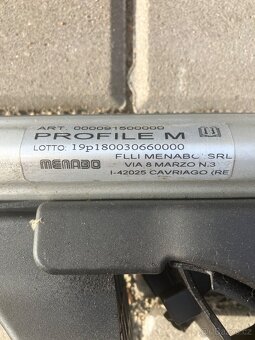 ART. 000091500000
PROFILE M
LOTTO: 19p180030660000
MENABO
FLLI MENABO' SRL
VIA 8 MARZO N.3
I-42025 CAVRIAGO (RE